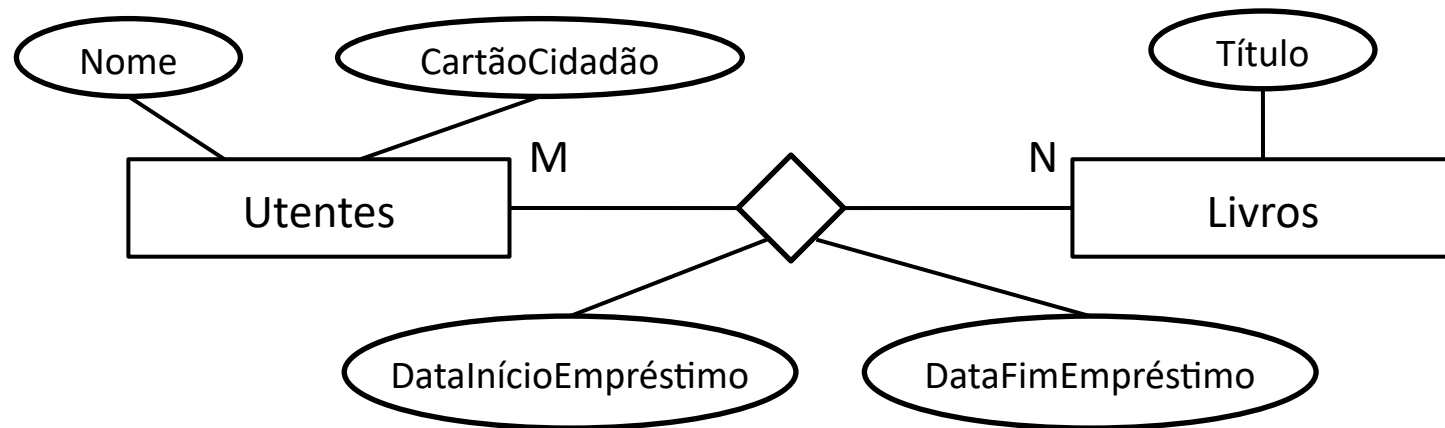 Nome
CartãoCidadão
Título
M
N
Utentes
Livros
DataInícioEmpréstimo
DataFimEmpréstimo